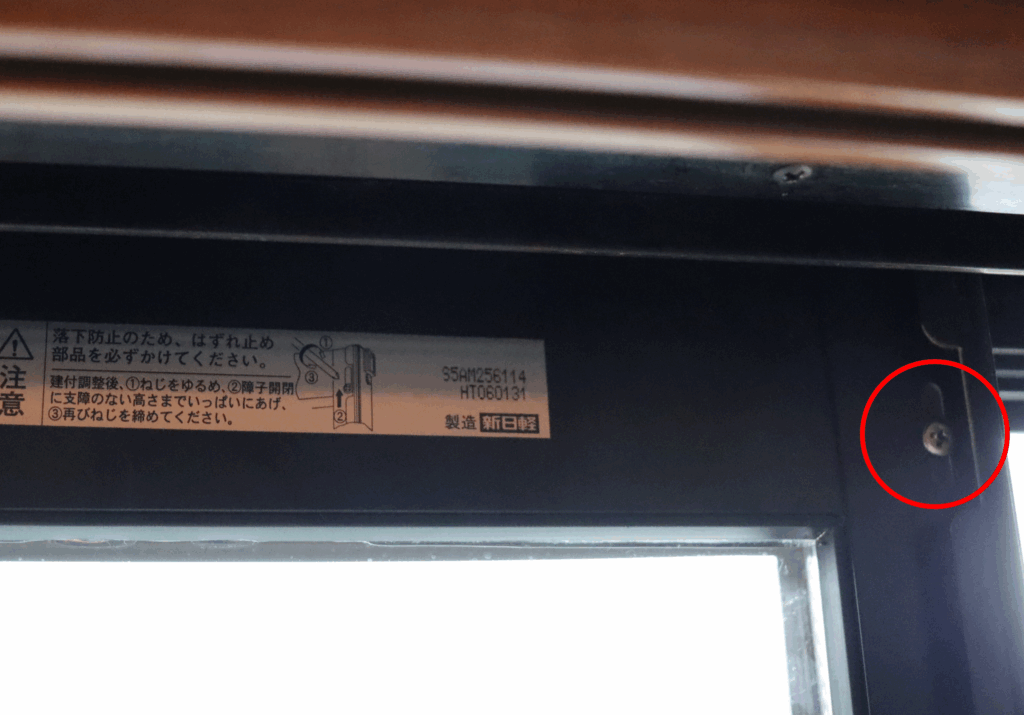 注意
落下防止のため、はずれ止め
部品を必ずかけてください。
建付調整後、①ねじをゆるめ、②障子開閉
に支障のない高さまでいっぱいにあげ、
③再びねじを締めてください。
①
③
②
S5AM256114
HT060131
製造 新日軽